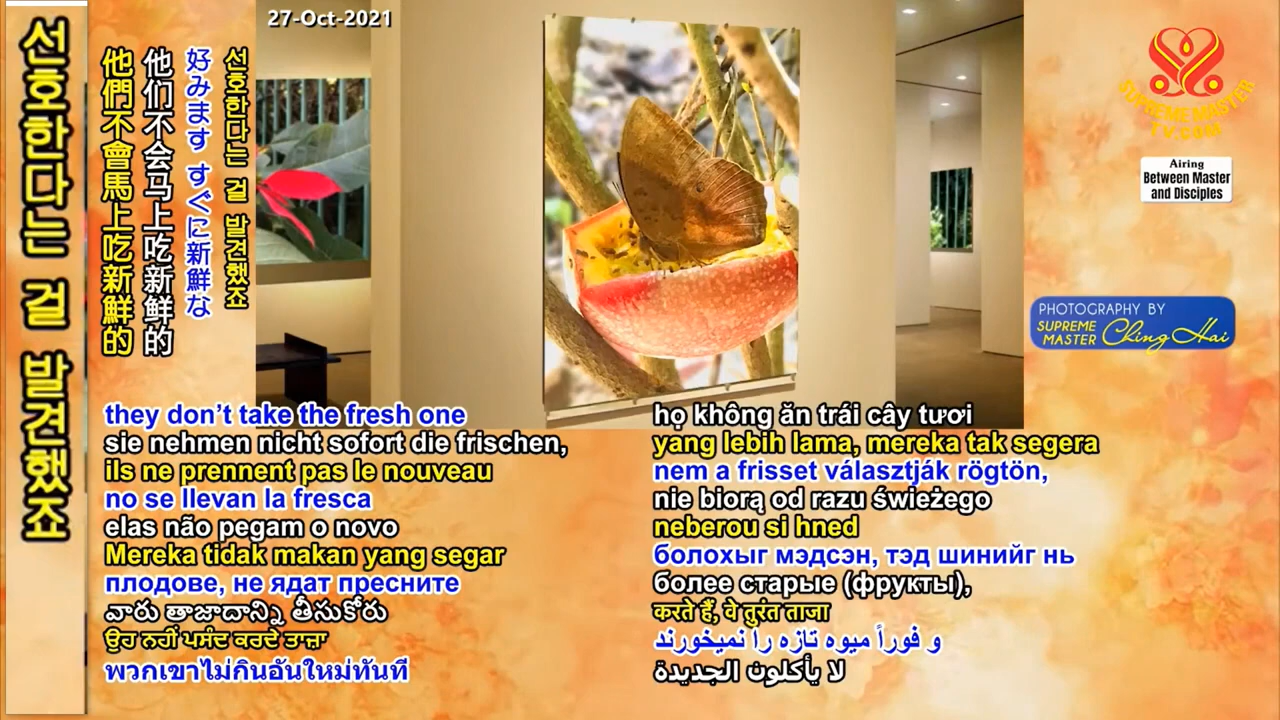 27-Oct-2021
선호한다는 걸 발견했죠
他們不會馬上吃新鮮的
他们不会马上吃新鲜的
好みます すぐに新鮮な
선호한다는 걸 발견했죠
SUPREME MASTER
TV.COM
Airing
Between Master
and Disciples
PHOTOGRAPHY BY
SUPREME
MASTER Ching Hai
they don’t take the fresh one
sie nehmen nicht sofort die frischen,
ils ne prennent pas le nouveau
no se llevan la fresca
elas não pegam o novo
Mereka tidak makan yang segar
плодове, не ядат пресните
వారు తాజాదాన్ని తీసుకోరు
ਉਹ ਨਹੀਂ ਪਸੰਦ ਕਰਦੇ ਤਾਜ਼ਾ
พวกเขาไม่กินอันใหม่ทันที
họ không ăn trái cây tươi
yang lebih lama, mereka tak segera
nem a frisset választják rögtön,
nie biorą od razu świeżego
neberou si hned
болохыг мэдсэн, тэд шинийг нь
более старые (фрукты),
करते हैं, वे तुरंत ताजा
و فوراً میوه تازه را نمیخورند
لا يأكلون الجديدة